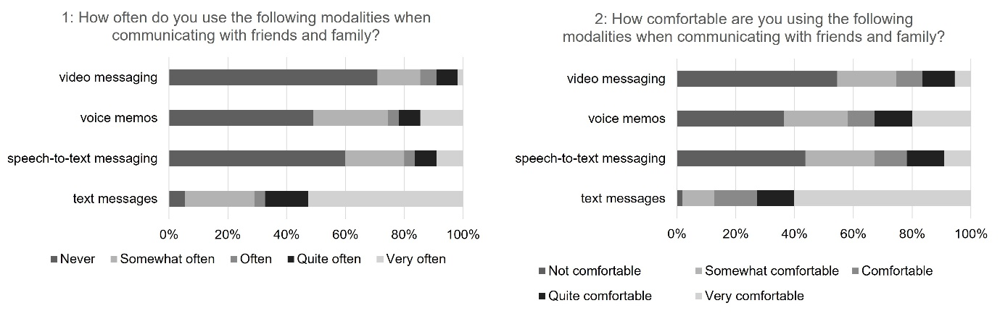 1: How often do you use the following modalities when
communicating with friends and family?
video messaging
voice memos
speech-to-text messaging
text messages
0% 20% 40% 60% 80% 100%
Never Somewhat often Often Quite often Very often
2: How comfortable are you using the following
modalities when communicating with friends and family?
video messaging
voice memos
speech-to-text messaging
text messages
0% 20% 40% 60% 80% 100%
Not comfortable Somewhat comfortable Comfortable
Quite comfortable Very comfortable